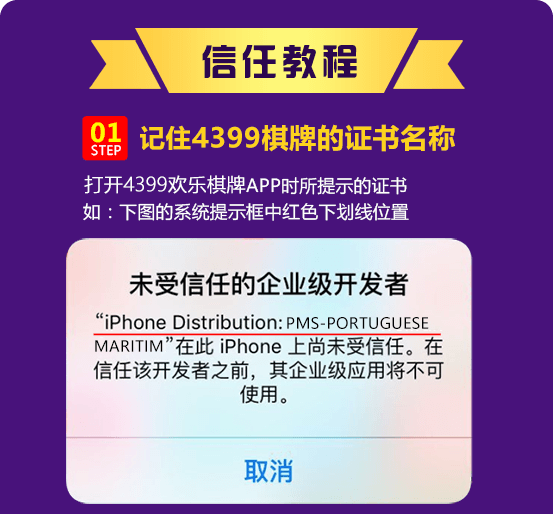 信任教程
01
STEP
记住4399棋牌的证书名称
打开4399欢乐棋牌APP时所提示的证书
如：下图的系统提示框中红色下划线位置
未受信任的企业级开发者
“iPhone Distribution: PMS-PORTUGUESE
MARITIM”在此 iPhone 上尚未受信任。在
信任该开发者之前，其企业级应用将不可
使用。
取消